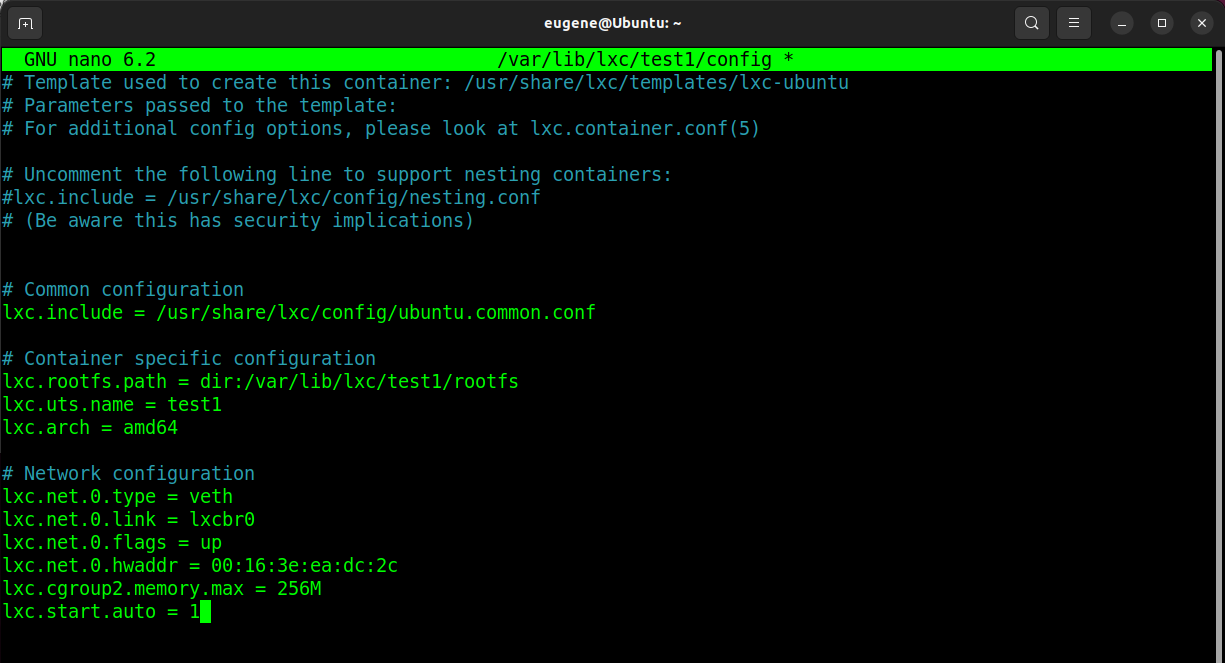 eugene@Ubuntu: ~
GNU nano 6.2 /var/lib/lxc/test1/config *
# Template used to create this container: /usr/share/lxc/templates/lxc-ubuntu
# Parameters passed to the template:
# For additional config options, please look at lxc.container.conf(5)
# Uncomment the following line to support nesting containers:
#lxc.include = /usr/share/lxc/config/nesting.conf
# (Be aware this has security implications)
# Common configuration
lxc.include = /usr/share/lxc/config/ubuntu.common.conf
# Container specific configuration
lxc.rootfs.path = dir:/var/lib/lxc/test1/rootfs
lxc.uts.name = test1
lxc.arch = amd64
# Network configuration
lxc.net.0.type = veth
lxc.net.0.link = lxcbr0
lxc.net.0.flags = up
lxc.net.0.hwaddr = 00:16:3e:ea:dc:2c
lxc.cgroup2.memory.max = 256M
lxc.start.auto = 1